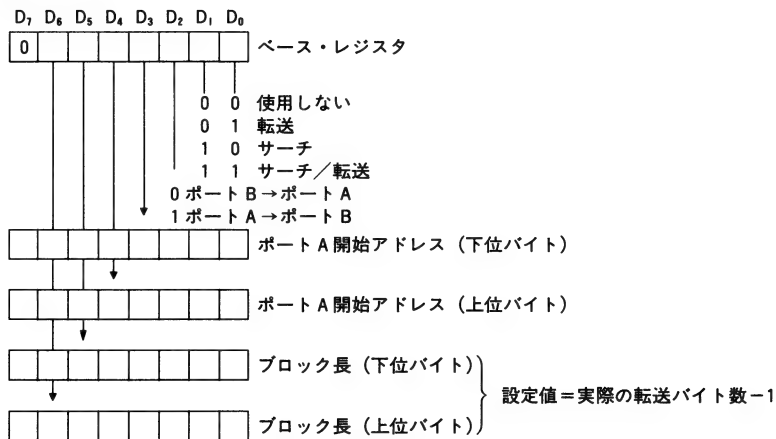 D₇ D₆ D₅ D₄ D₃ D₂ D₁ D₀
0 ベース・レジスタ
0 0 使用しない
0 1 転送
1 0 サーチ
1 1 サーチ/転送
0 ポートB→ポートA
1 ポートA→ポートB
ポートA開始アドレス(下位バイト)
ポートA開始アドレス(上位バイト)
ブロック長(下位バイト)
設定値=実際の転送バイト数−1
ブロック長(上位バイト)